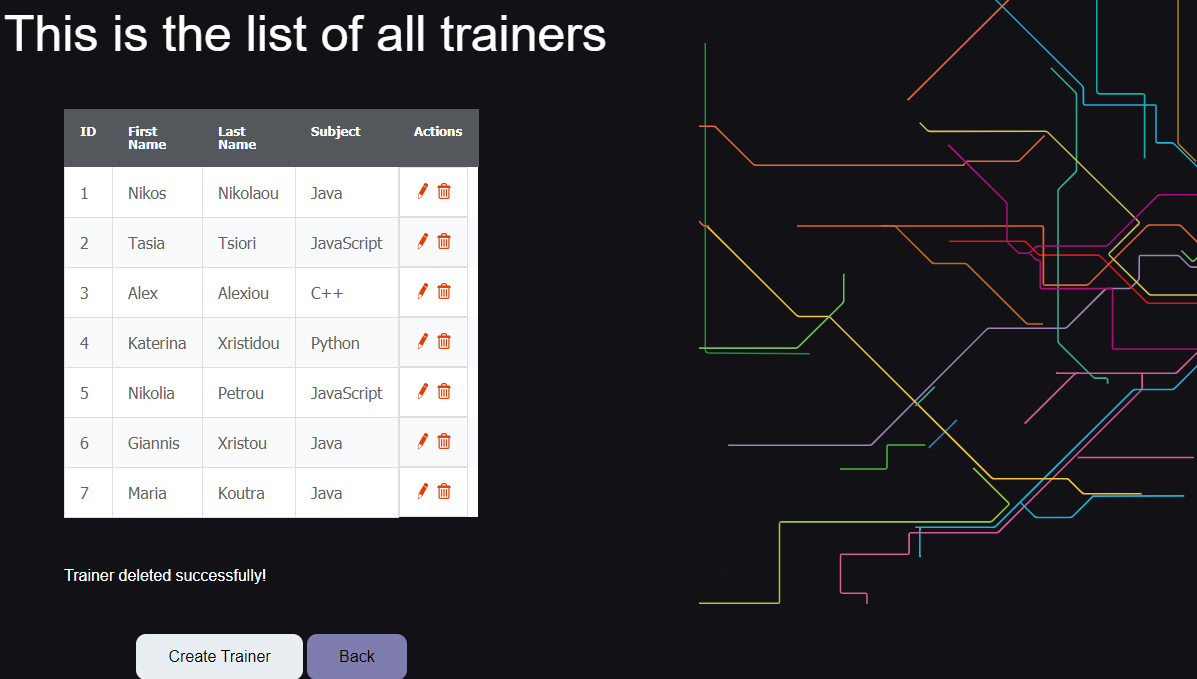 This is the list of all trainers
ID First Name Last Name Subject Actions
1 Nikos Nikolaou Java
2 Tasia Tsiori JavaScript
3 Alex Alexiou C++
4 Katerina Xristidou Python
5 Nikolia Petrou JavaScript
6 Giannis Xristou Java
7 Maria Koutra Java
Trainer deleted successfully!
Create Trainer Back